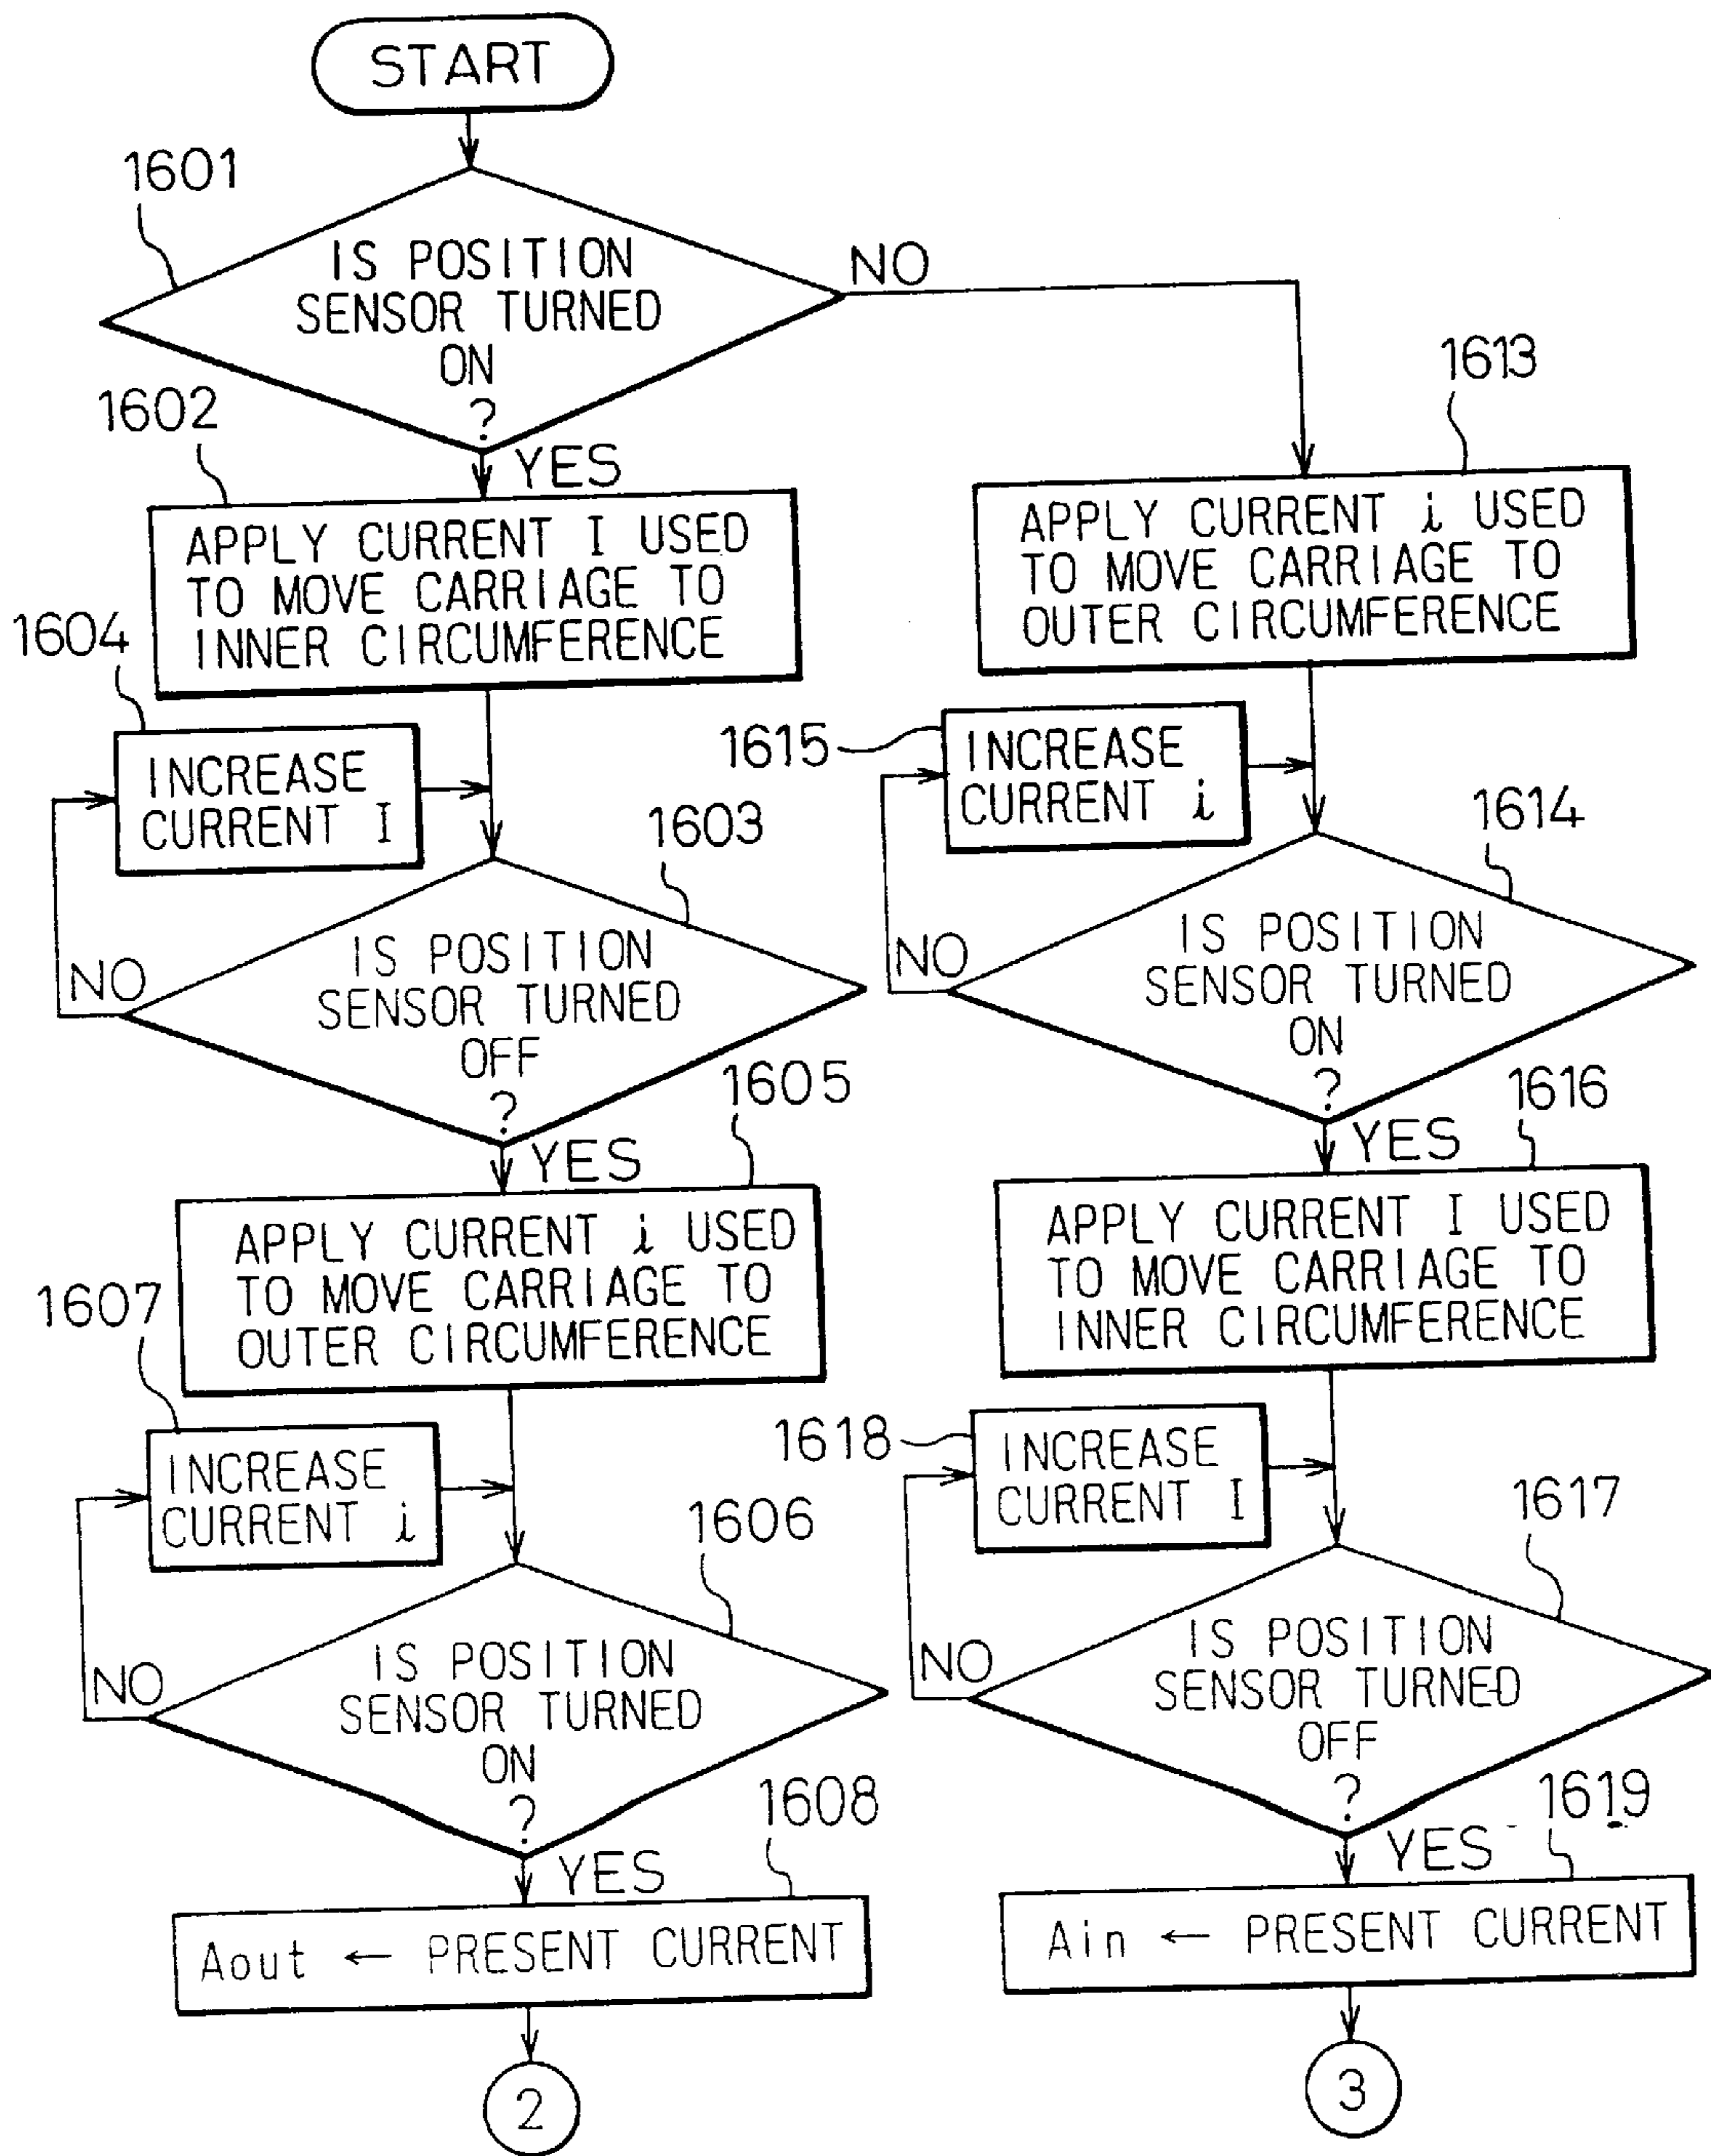 START
1601
IS POSITION
SENSOR TURNED
ON
?
NO
YES
1602
APPLY CURRENT I USED
TO MOVE CARRIAGE TO
INNER CIRCUMFERENCE
1604
INCREASE
CURRENT I
1603
IS POSITION
SENSOR TURNED
OFF
?
NO
YES
1605
APPLY CURRENT i USED
TO MOVE CARRIAGE TO
OUTER CIRCUMFERENCE
1607
INCREASE
CURRENT i
1606
IS POSITION
SENSOR TURNED
ON
?
NO
YES
1608
Aout ← PRESENT CURRENT
2
1613
APPLY CURRENT i USED
TO MOVE CARRIAGE TO
OUTER CIRCUMFERENCE
1615
INCREASE
CURRENT i
1614
IS POSITION
SENSOR TURNED
ON
?
NO
YES
1616
APPLY CURRENT I USED
TO MOVE CARRIAGE TO
INNER CIRCUMFERENCE
1618
INCREASE
CURRENT I
1617
IS POSITION
SENSOR TURNED
OFF
?
NO
YES
1619
Ain ← PRESENT CURRENT
3